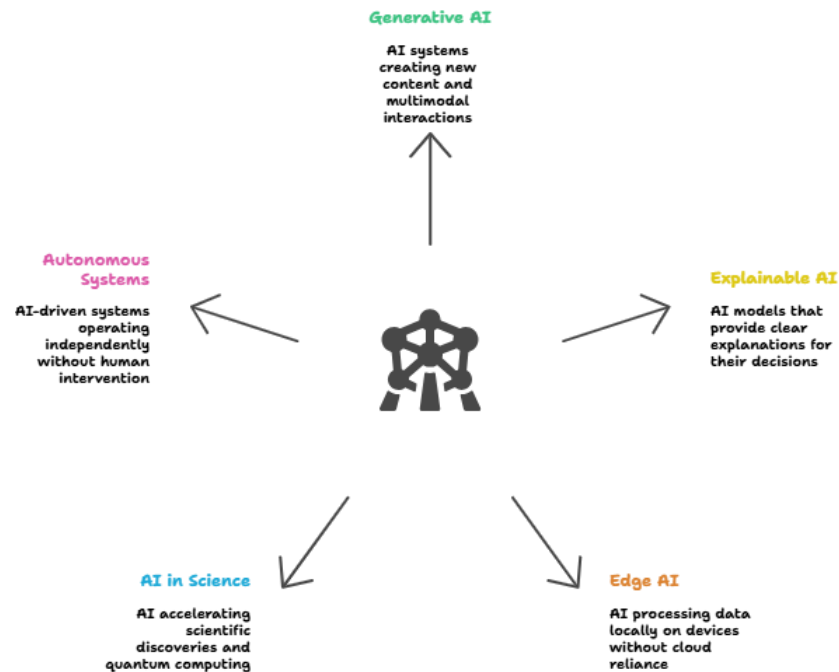 Generative AI
AI systems
creating new
content and
multimodal
interactions
Autonomous
Systems
AI-driven systems
operating
independently
without human
intervention
Explainable AI
AI models that
provide clear
explanations for
their decisions
AI in Science
AI accelerating
scientific
discoveries and
quantum computing
Edge AI
AI processing data
locally on devices
without cloud
reliance